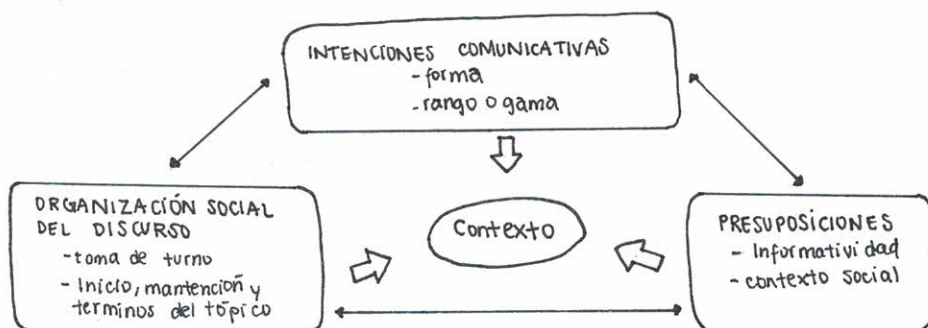 INTENCIONES COMUNICATIVAS
- forma
- rango o gama
ORGANIZACIÓN SOCIAL
DEL DISCURSO
- toma de turno
- Inicio, mantención y
terminos del tópico
Contexto
PRESUPOSICIONES
- Informatividad
- contexto social